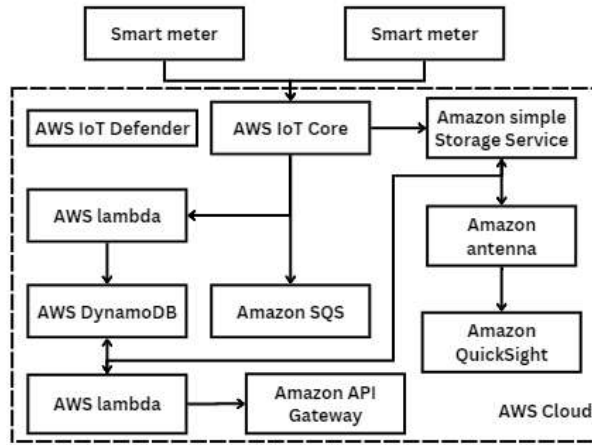 Smart meter
Smart meter
AWS IoT Defender
AWS IoT Core
Amazon simple
Storage Service
AWS lambda
Amazon
antenna
AWS DynamoDB
Amazon SQS
Amazon
QuickSight
AWS lambda
Amazon API
Gateway
AWS Cloud